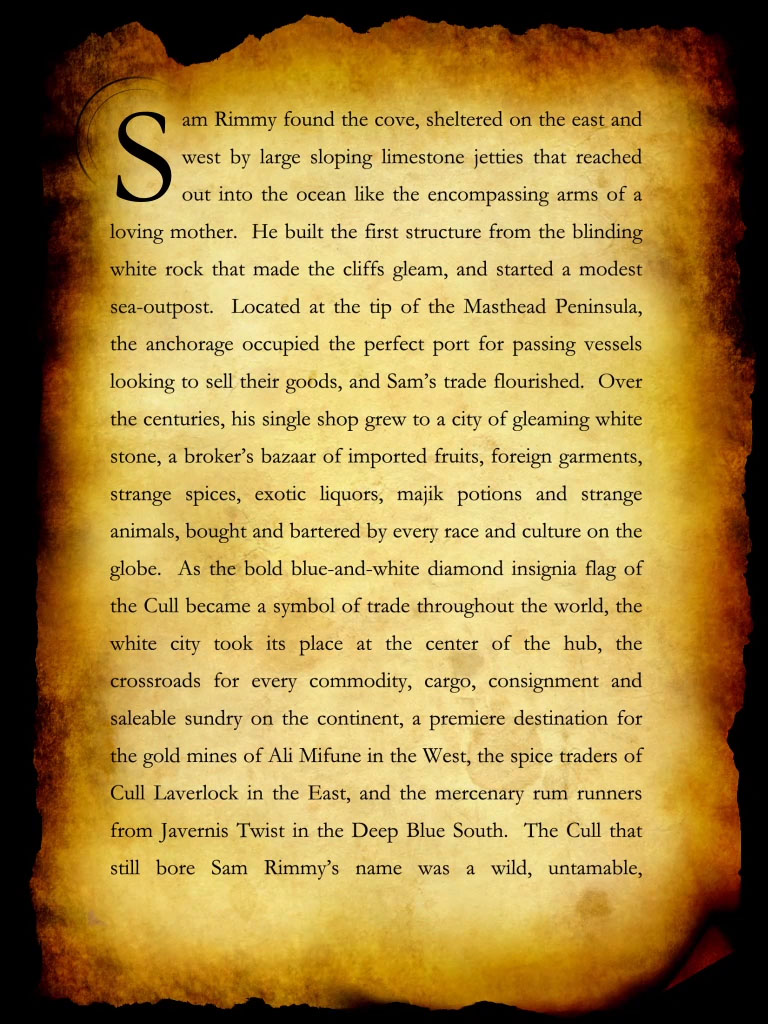 Sam Rimmy found the cove, sheltered on the east and
west by large sloping limestone jetties that reached
out into the ocean like the encompassing arms of a
loving mother.  He built the first structure from the blinding
white rock that made the cliffs gleam, and started a modest
sea-outpost.  Located at the tip of the Masthead Peninsula,
the anchorage occupied the perfect port for passing vessels
looking to sell their goods, and Sam’s trade flourished.  Over
the centuries, his single shop grew to a city of gleaming white
stone, a broker’s bazaar of imported fruits, foreign garments,
strange spices, exotic liquors, majik potions and strange
animals, bought and bartered by every race and culture on the
globe.  As the bold blue-and-white diamond insignia flag of
the Cull became a symbol of trade throughout the world, the
white city took its place at the center of the hub, the
crossroads for every commodity, cargo, consignment and
saleable sundry on the continent, a premiere destination for
the gold mines of Ali Mifune in the West, the spice traders of
Cull Laverlock in the East, and the mercenary rum runners
from Javernis Twist in the Deep Blue South.  The Cull that
still bore Sam Rimmy’s name was a wild, untamable,